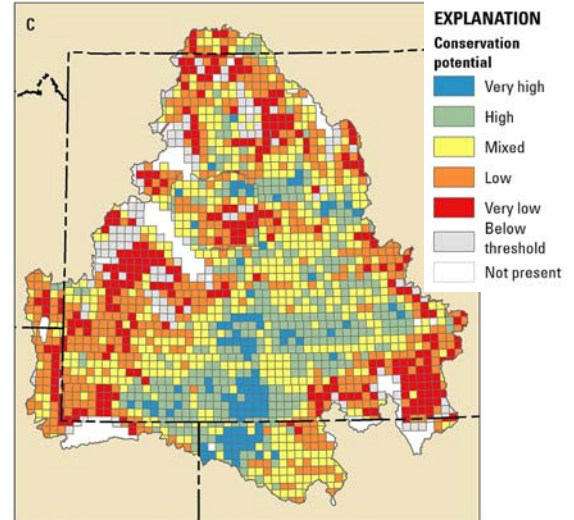 C
EXPLANATION
Conservation
potential
Very high
High
Mixed
Low
Very low
Below
threshold
Not present